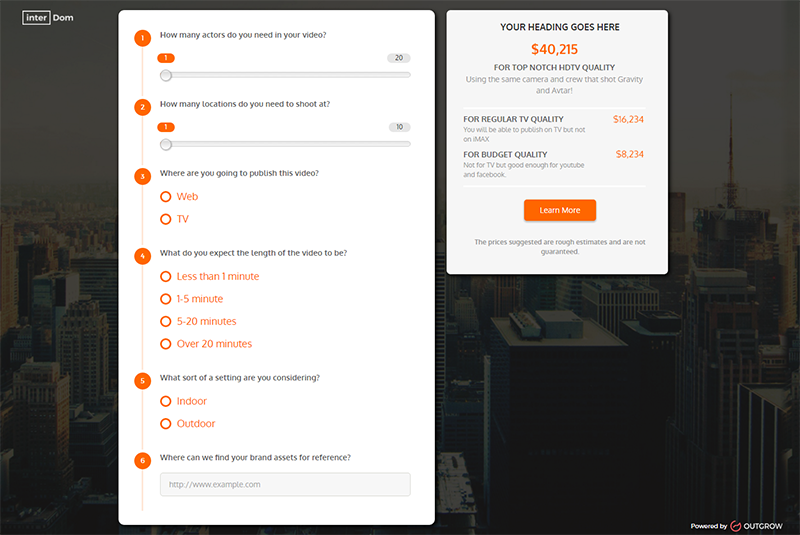 inter Dom
1
How many actors do you need in your video?
1
20
2
How many locations do you need to shoot at?
1
10
3
Where are you going to publish this video?
Web
TV
4
What do you expect the length of the video to be?
Less than 1 minute
1-5 minute
5-20 minutes
Over 20 minutes
5
What sort of a setting are you considering?
Indoor
Outdoor
6
Where can we find your brand assets for reference?
http://www.example.com
YOUR HEADING GOES HERE
$40,215
FOR TOP NOTCH HDTV QUALITY
Using the same camera and crew that shot Gravity
and Avtar!
FOR REGULAR TV QUALITY $16,234
You will be able to publish on TV but not
on IMAX
FOR BUDGET QUALITY $8,234
Not for TV but good enough for youtube
and facebook.
Learn More
The prices suggested are rough estimates and are not
guaranteed.
Powered by OUTGROW